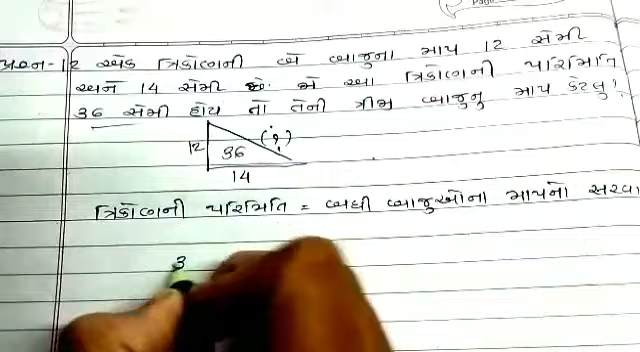 પ્રશ્ન-12 એક ત્રિકોણની બે બાજુના માપ 12 સેમી
અને 14 સેમી છે. જો આ ત્રિકોણની પરિમિતિ
36 સેમી હોય તો તેની ત્રીજી બાજુનુ માપ કેટલુ?
12 36 (?)
14
ત્રિકોણની પરિમિતિ = બધી બાજુઓના માપનો સરવા
3